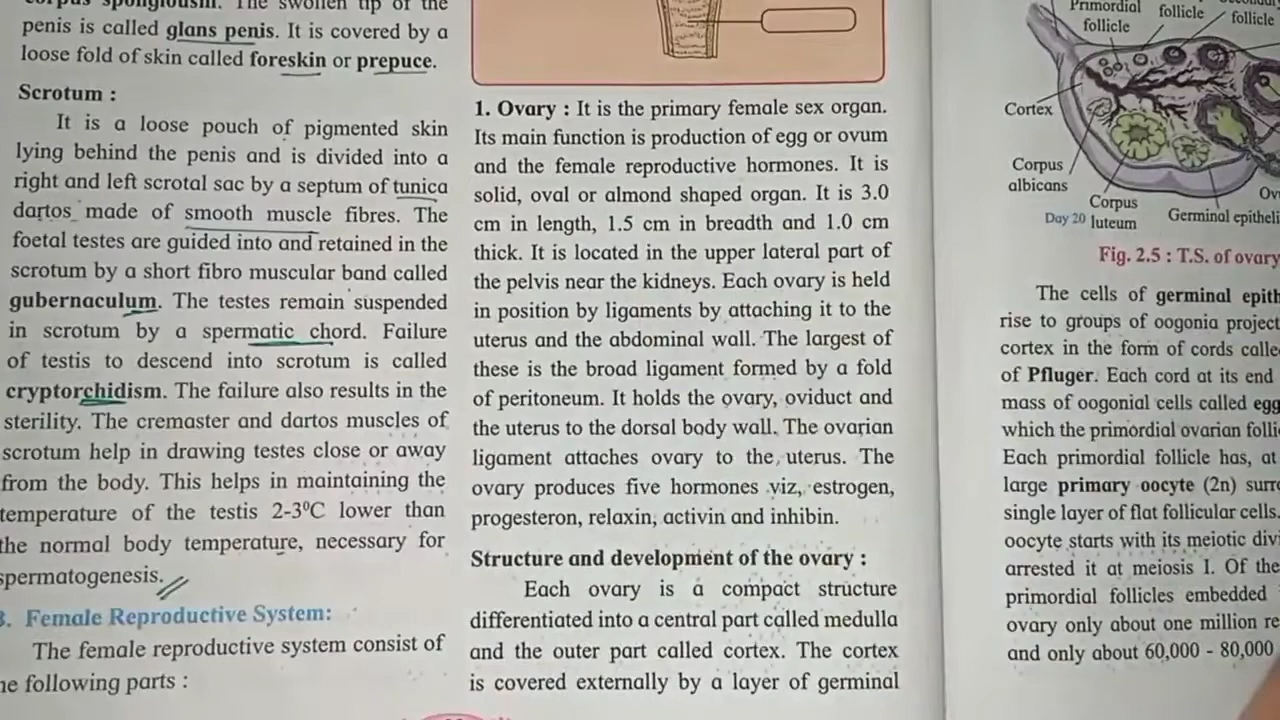 corpus spongiosum. The swollen tip of the
penis is called glans penis. It is covered by a
loose fold of skin called foreskin or prepuce.
Scrotum :
It is a loose pouch of pigmented skin
lying behind the penis and is divided into a
right and left scrotal sac by a septum of tunica
dartos made of smooth muscle fibres. The
foetal testes are guided into and retained in the
scrotum by a short fibro muscular band called
gubernaculum. The testes remain suspended
in scrotum by a spermatic chord. Failure
of testis to descend into scrotum is called
cryptorchidism. The failure also results in the
sterility. The cremaster and dartos muscles of
scrotum help in drawing testes close or away
from the body. This helps in maintaining the
temperature of the testis 2-3⁰C lower than
the normal body temperature, necessary for
spermatogenesis.
3. Female Reproductive System:
The female reproductive system consist of
he following parts :
1. Ovary : It is the primary female sex organ.
Its main function is production of egg or ovum
and the female reproductive hormones. It is
solid, oval or almond shaped organ. It is 3.0
cm in length, 1.5 cm in breadth and 1.0 cm
thick. It is located in the upper lateral part of
the pelvis near the kidneys. Each ovary is held
in position by ligaments by attaching it to the
uterus and the abdominal wall. The largest of
these is the broad ligament formed by a fold
of peritoneum. It holds the ovary, oviduct and
the uterus to the dorsal body wall. The ovarian
ligament attaches ovary to the uterus. The
ovary produces five hormones viz, estrogen,
progesteron, relaxin, activin and inhibin.
Structure and development of the ovary :
Each ovary is a compact structure
differentiated into a central part called medulla
and the outer part called cortex. The cortex
is covered externally by a layer of germinal
Primordial
follicle
follicle
follicle
Cortex
Corpus
albicans
Corpus
luteum
Day 20
Germinal epitheli
Ov
Fig. 2.5 : T.S. of ovary
The cells of germinal epith
rise to groups of oogonia project
cortex in the form of cords calle
of Pfluger. Each cord at its end
mass of oogonial cells called egg
which the primordial ovarian folli
Each primordial follicle has, at
large primary oocyte (2n) surr
single layer of flat follicular cells.
oocyte starts with its meiotic divi
arrested it at meiosis I. Of the
primordial follicles embedded
ovary only about one million re
and only about 60,000 - 80,000